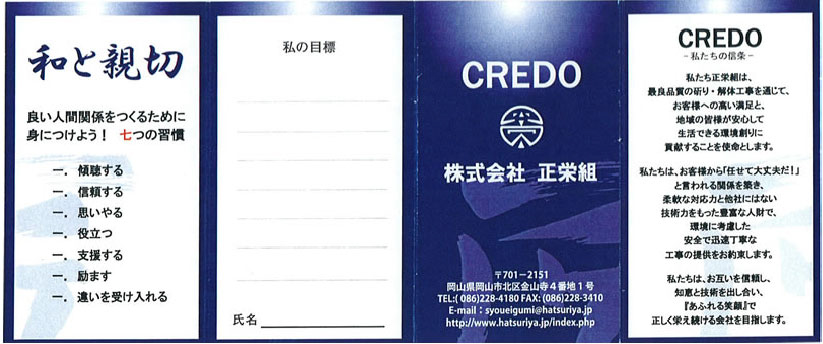 和と親切
良い人間関係をつくるために
身につけよう！ 七つの習慣
一．傾聴する
一．信頼する
一．思いやる
一．役立つ
一．支援する
一．励ます
一．違いを受け入れる
私の目標
氏名
CREDO
株式会社 正栄組
〒701－2151
岡山県岡山市北区金山寺４番地１号
TEL:(086)228-4180 FAX:(086)228-3410
E-mail：syoueigumi@hatsuriya.jp
http://www.hatsuriya.jp/index.php
CREDO
－私たちの信条－
私たち正栄組は、
最良品質の斫り・解体工事を通じて、
お客様への高い満足と、
地域の皆様が安心して
生活できる環境創りに
貢献することを使命とします。
私たちは、お客様から「任せて大丈夫だ！」
と言われる関係を築き、
柔軟な対応力と他社にはない
技術力をもった豊富な人財で、
環境に考慮した
安全で迅速丁寧な
工事の提供をお約束します。
私たちは、お互いを信頼し、
知恵と技術を出し合い、
『あふれる笑顔』で
正しく栄え続ける会社を目指します。